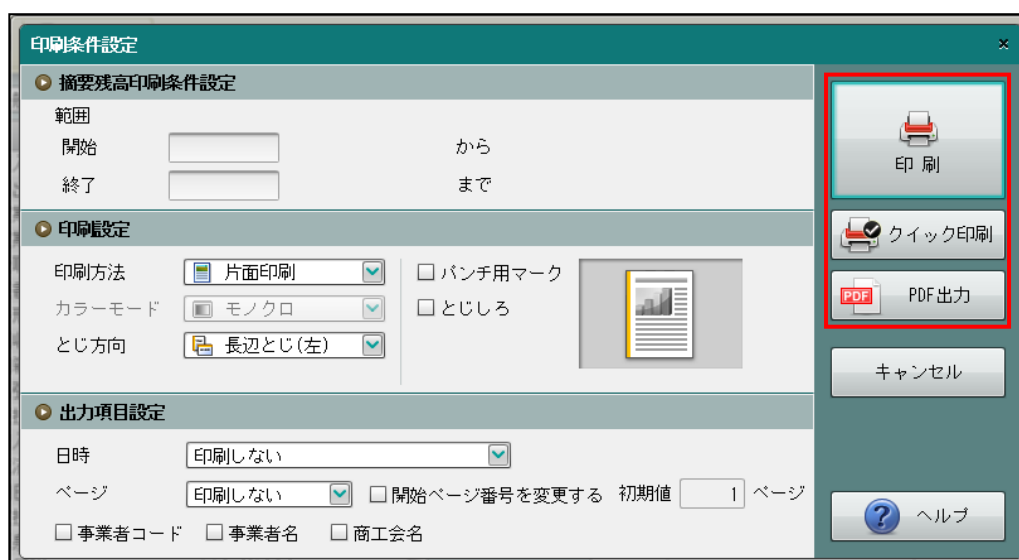 印刷条件設定
摘要残高印刷条件設定
範囲
開始 から
終了 まで
印刷設定
印刷方法 片面印刷 パンチ用マーク
カラーモード モノクロ とじしろ
とじ方向 長辺とじ(左)
出力項目設定
日時 印刷しない
ページ 印刷しない 開始ページ番号を変更する 初期値 1 ページ
事業者コード 事業者名 商工会名
印 刷
クイック印刷
PDF PDF出力
キャンセル
? ヘルプ